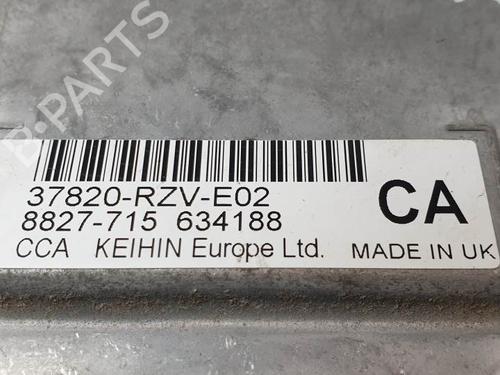 B-PARTS
37820-RZV-E02
CA
8827-715 634188
CCA KEIHIN Europe Ltd. MADE IN UK